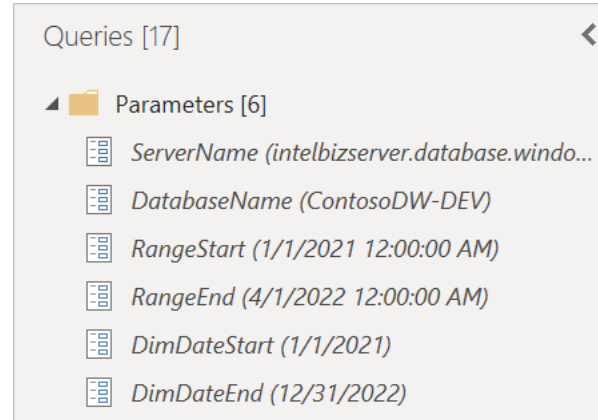 Queries [17]
Parameters [6]
ServerName (intelbizserver.database.windo...
DatabaseName (ContosoDW-DEV)
RangeStart (1/1/2021 12:00:00 AM)
RangeEnd (4/1/2022 12:00:00 AM)
DimDateStart (1/1/2021)
DimDateEnd (12/31/2022)